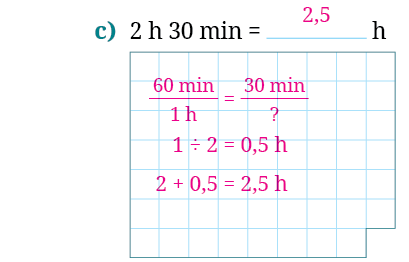 c) 2 h 30 min = 2,5 h
60 min / 1 h = 30 min / ?
1 ÷ 2 = 0,5 h
2 + 0,5 = 2,5 h